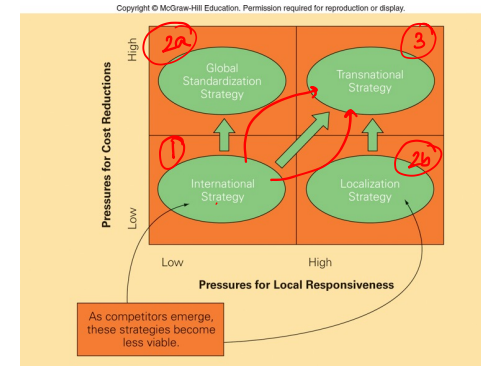 Copyright © McGraw-Hill Education. Permission required for reproduction or display.
High
2a
3
Global
Standardization
Strategy
Transnational
Strategy
Pressures for Cost Reductions
1
2b
International
Strategy
Localization
Strategy
Low
Low
High
Pressures for Local Responsiveness
As competitors emerge,
these strategies become
less viable.